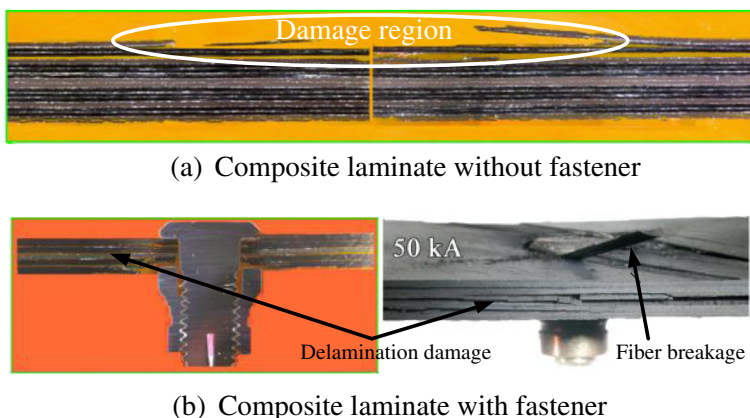 Damage region
(a) Composite laminate without fastener
50 kA
Delamination damage
Fiber breakage
(b) Composite laminate with fastener